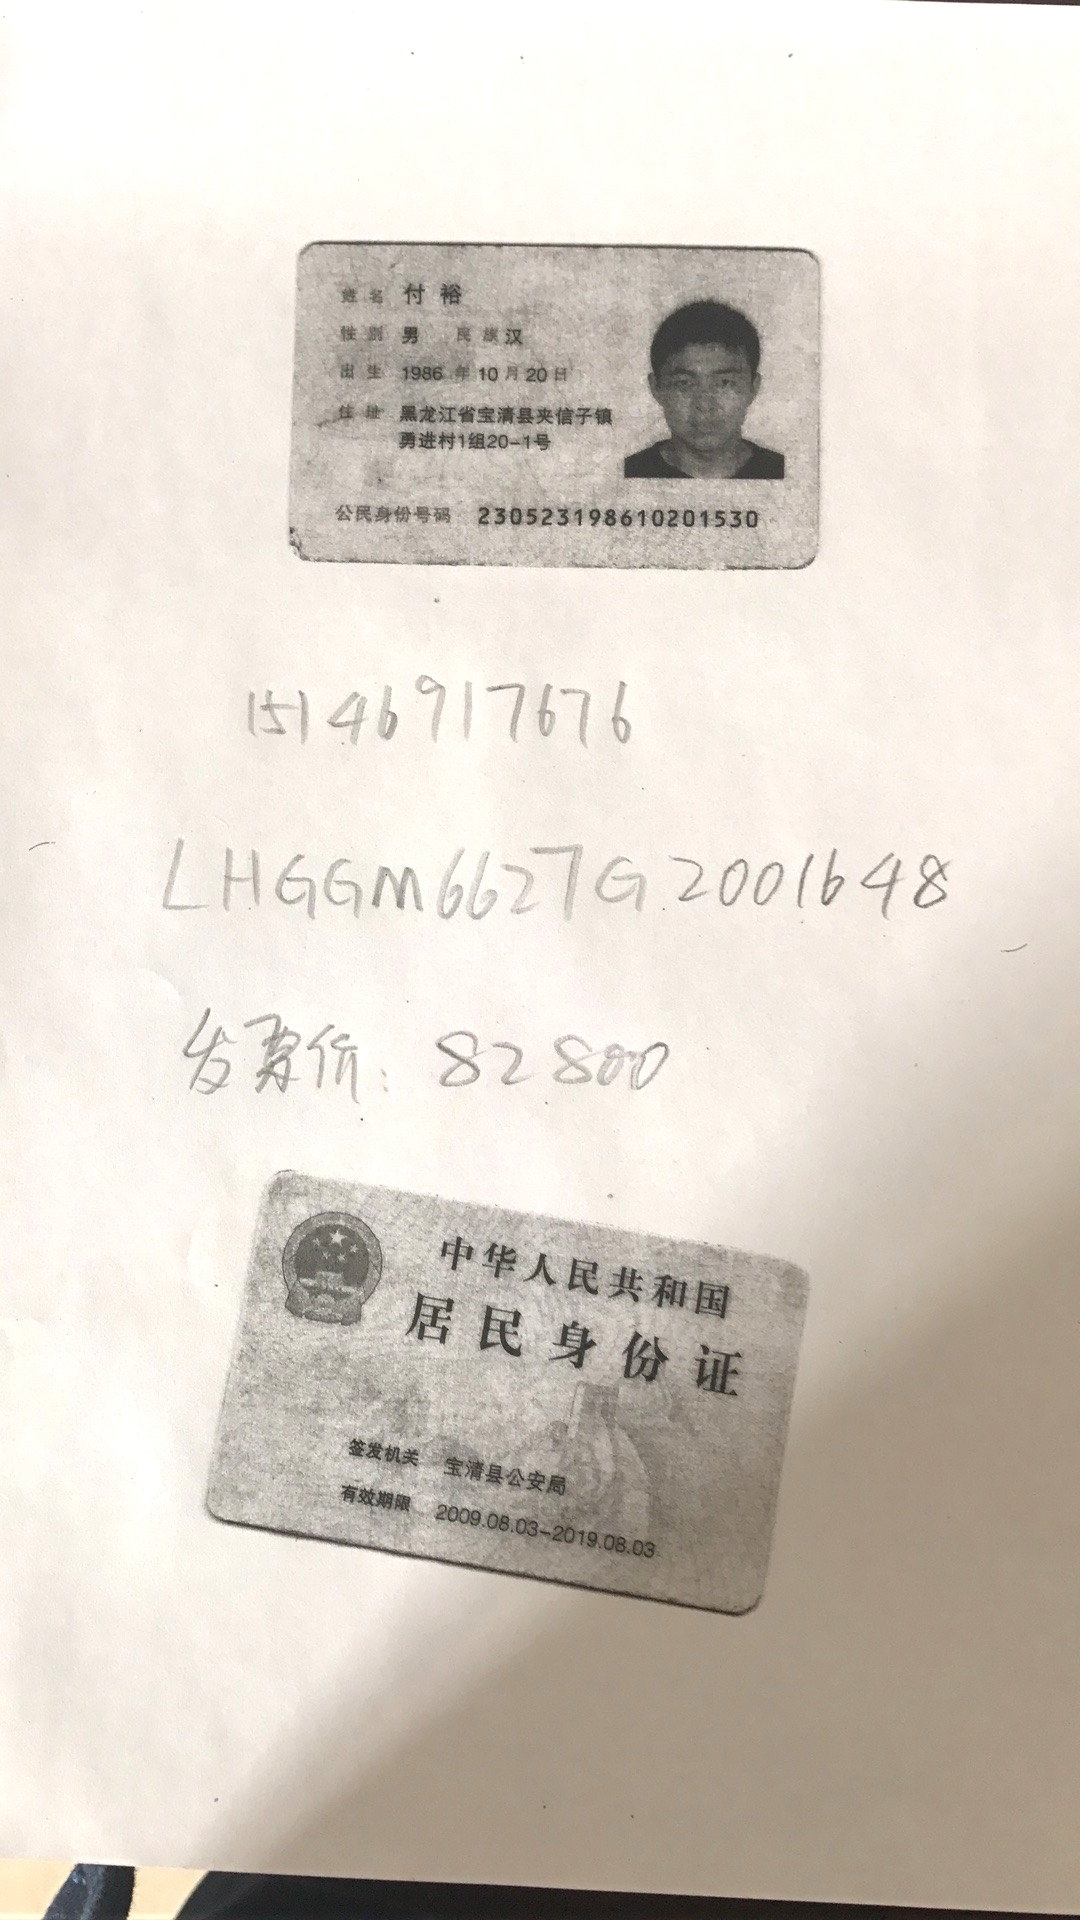 姓名 付裕
性别 男 民族 汉
出生 1986 年 10 月 20 日
住址 黑龙江省宝清县夹信子镇
勇进村1组20-1号
公民身份号码 230523198610201530
15146917676
LHGGM6627G2001648
发票价: 82800
中华人民共和国
居民身份证
签发机关 宝清县公安局
有效期限 2009.08.03-2019.08.03